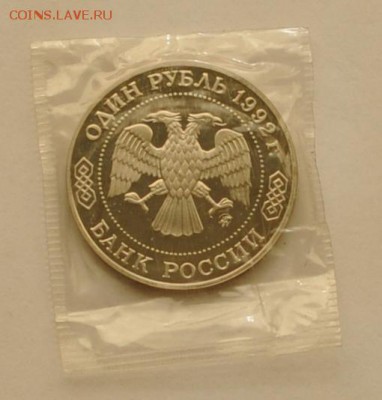 COINS.LAVE.RU
ОДИН РУБЛЬ 1992 г.
БАНК РОССИИ